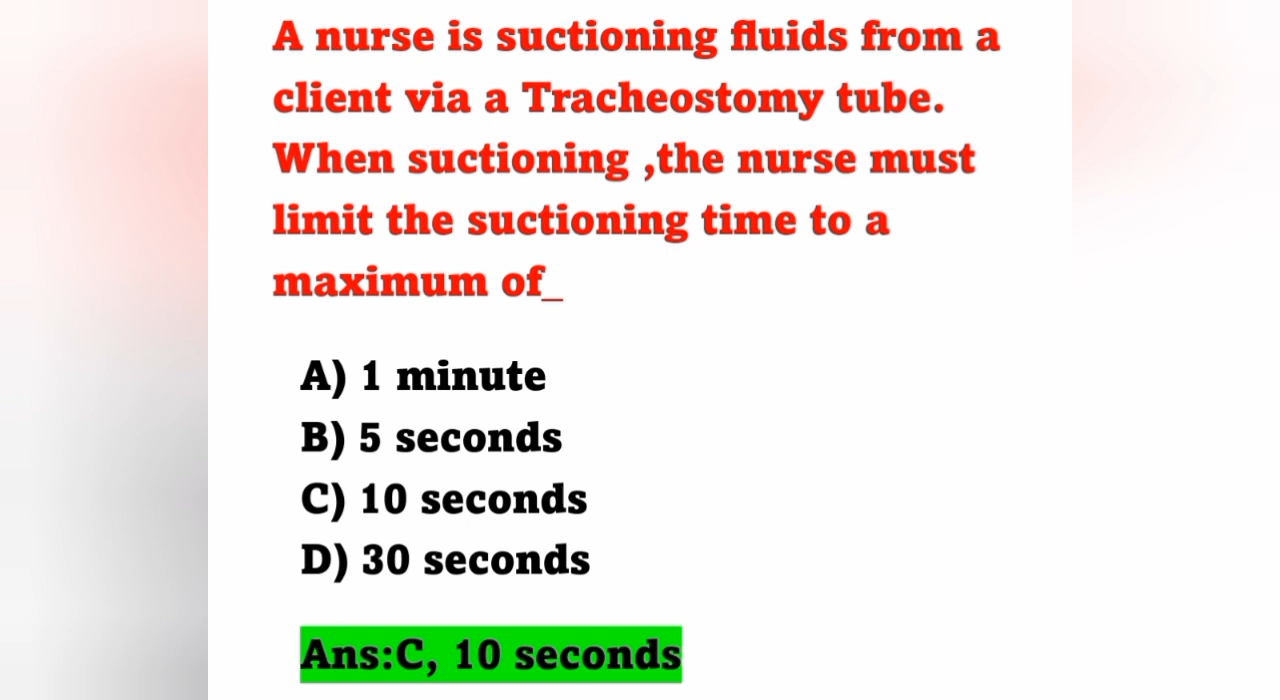 A nurse is suctioning fluids from a
client via a Tracheostomy tube.
When suctioning ,the nurse must
limit the suctioning time to a
maximum of_
A) 1 minute
B) 5 seconds
C) 10 seconds
D) 30 seconds
Ans:C, 10 seconds